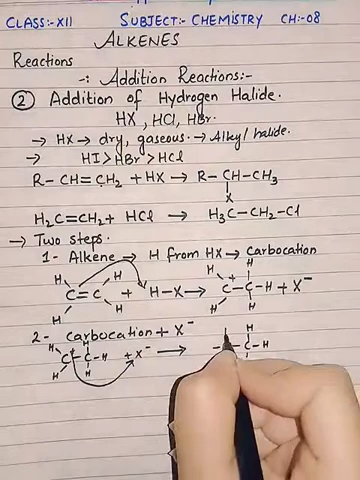 CLASS:-XII SUBJECT:- CHEMISTRY CH:-08
ALKENES
Reactions
-: Addition Reactions:-
② Addition of Hydrogen Halide.
HX, HCl, HBr.
→ HX → dry, gaseous. → Alkyl halide.
→ HI > HBr > HCl
R-CH=CH₂ + HX → R-CH-CH₃
X
H₂C=CH₂ + HCl → H₃C-CH₂-Cl
→ Two steps.
1- Alkene → H from HX → carbocation
H H H H
C=C + H-X → C⁺-C-H + X⁻
H H H H
2- carbocation + X⁻
H H H
C⁺-C-H + X⁻ → -C-H
H H